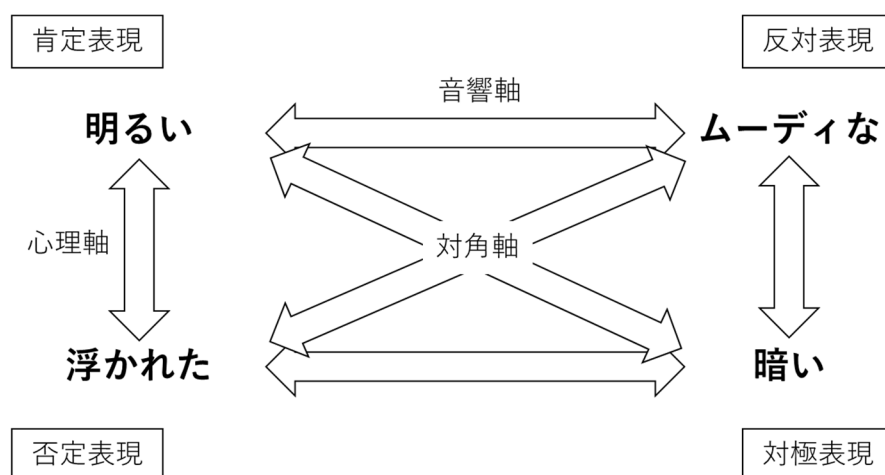 肯定表現
反対表現
音響軸
明るい
ムーディな
心理軸
対角軸
浮かれた
暗い
否定表現
対極表現